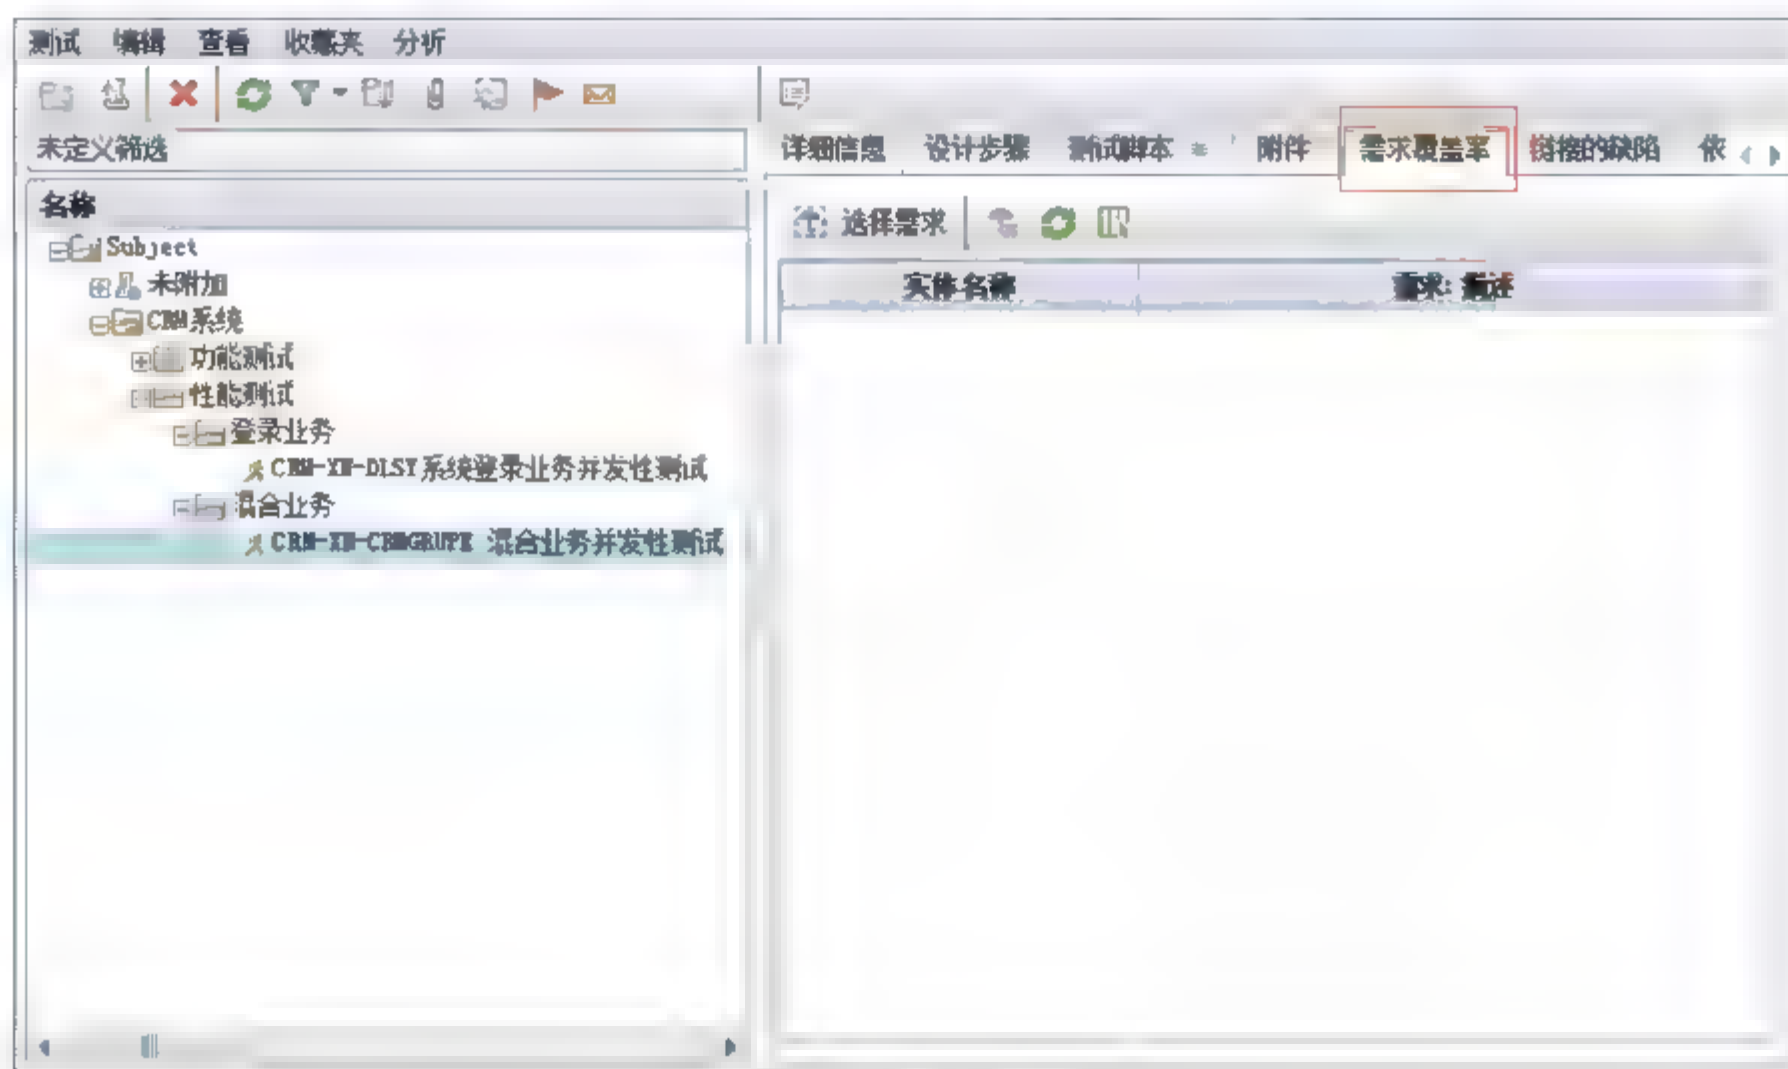 测试 编辑 查看 收藏夹 分析
未定义筛选
详细信息 设计步骤 测试脚本 * 附件 需求覆盖率 链接的缺陷 依
名称
选择需求
实体名称 需求: 描述
Subject
未附加
CRM系统
功能测试
性能测试
登录业务
CRM-XN-DLSY系统登录业务并发性测试
混合业务
混合业务并发性测试